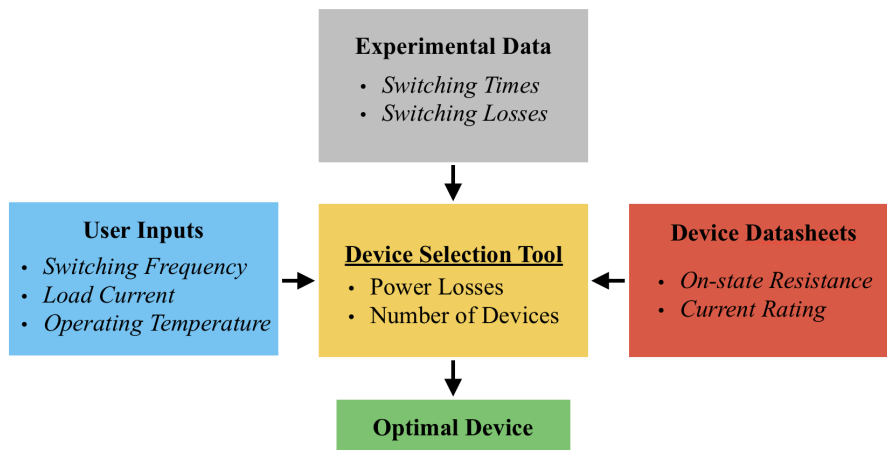 Experimental Data
• Switching Times
• Switching Losses
User Inputs
• Switching Frequency
• Load Current
• Operating Temperature
Device Selection Tool
• Power Losses
• Number of Devices
Device Datasheets
• On-state Resistance
• Current Rating
Optimal Device